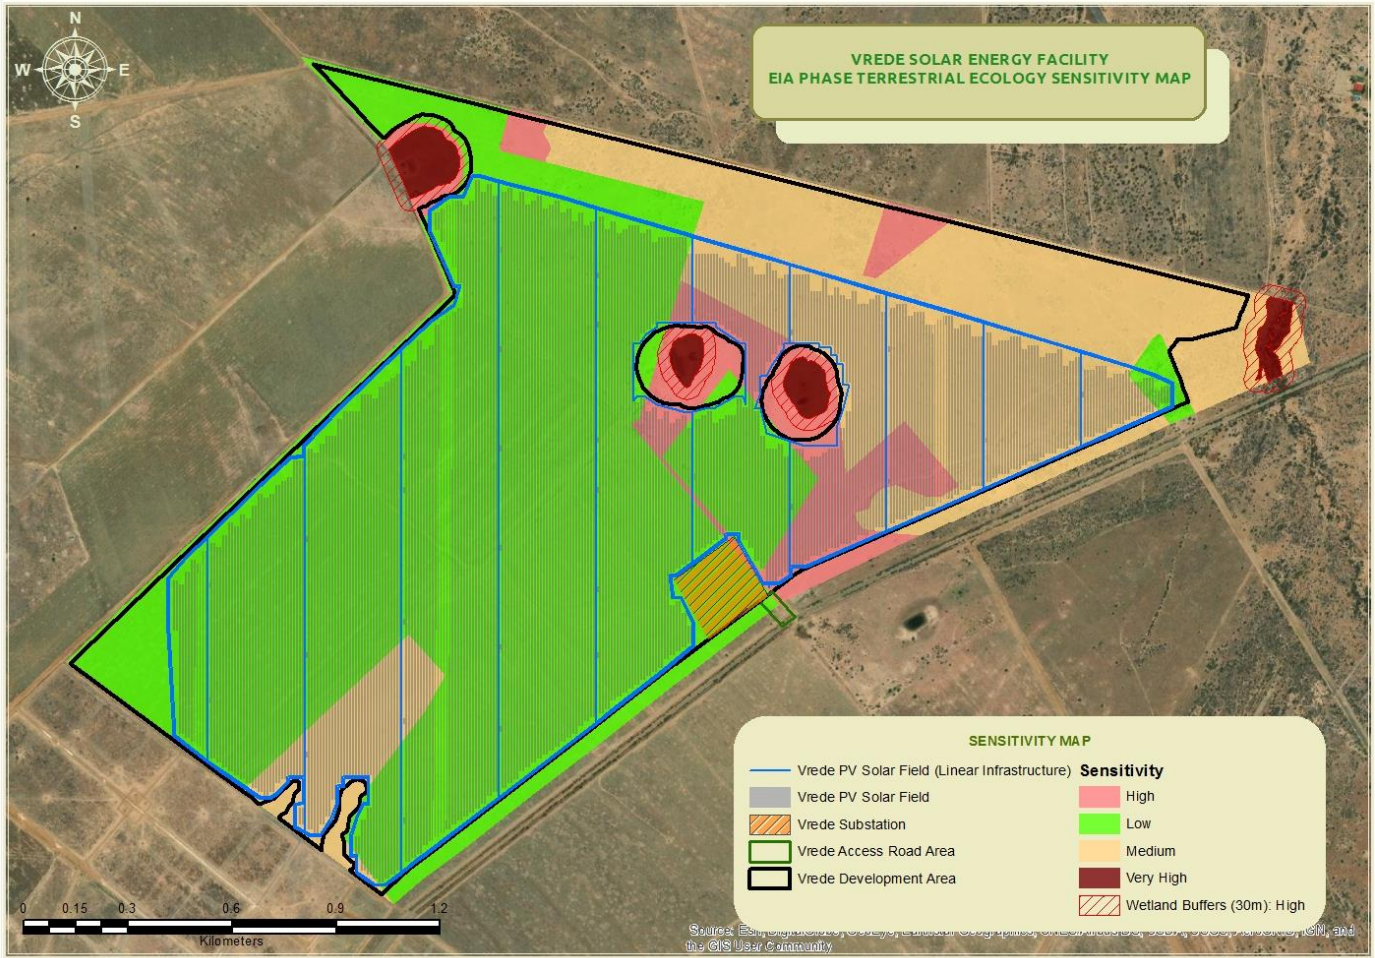 N
W E
S
VREDE SOLAR ENERGY FACILITY
EIA PHASE TERRESTRIAL ECOLOGY SENSITIVITY MAP
SENSITIVITY MAP
Vrede PV Solar Field (Linear Infrastructure)
Vrede PV Solar Field
Vrede Substation
Vrede Access Road Area
Vrede Development Area
Sensitivity
High
Low
Medium
Very High
Wetland Buffers (30m): High
0 0.15 0.3 0.6 0.9 1.2
Kilometers
Source: and
the GIS User Community